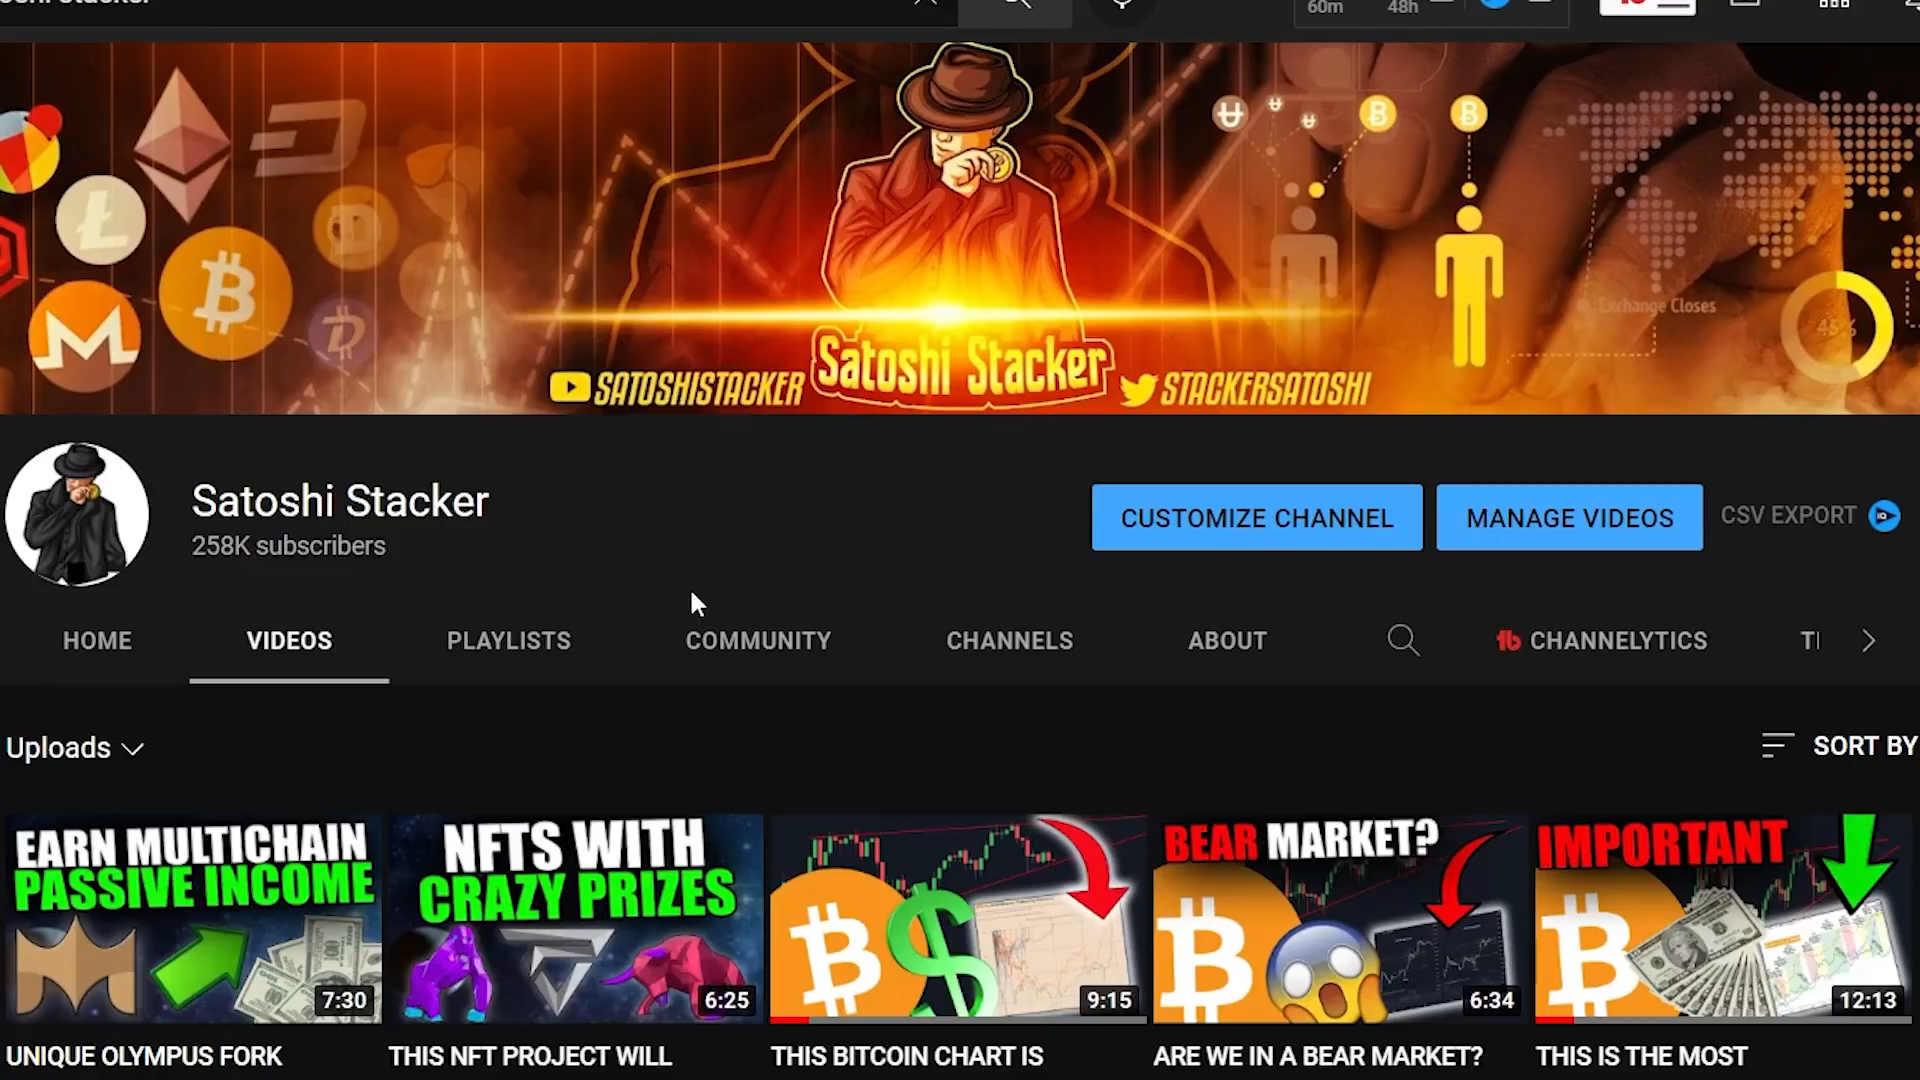 60m
48h
SATOSHISTACKER
Satoshi Stacker
STACKERSATOSHI
Exchange Closes
45%
Satoshi Stacker
258K subscribers
CUSTOMIZE CHANNEL
MANAGE VIDEOS
CSV EXPORT
HOME
VIDEOS
PLAYLISTS
COMMUNITY
CHANNELS
ABOUT
CHANNELYTICS
Uploads
SORT BY
EARN MULTICHAIN
PASSIVE INCOME
7:30
NFTS WITH
CRAZY PRIZES
6:25
9:15
BEAR MARKET?
6:34
IMPORTANT
12:13
UNIQUE OLYMPUS FORK
THIS NFT PROJECT WILL
THIS BITCOIN CHART IS
ARE WE IN A BEAR MARKET?
THIS IS THE MOST